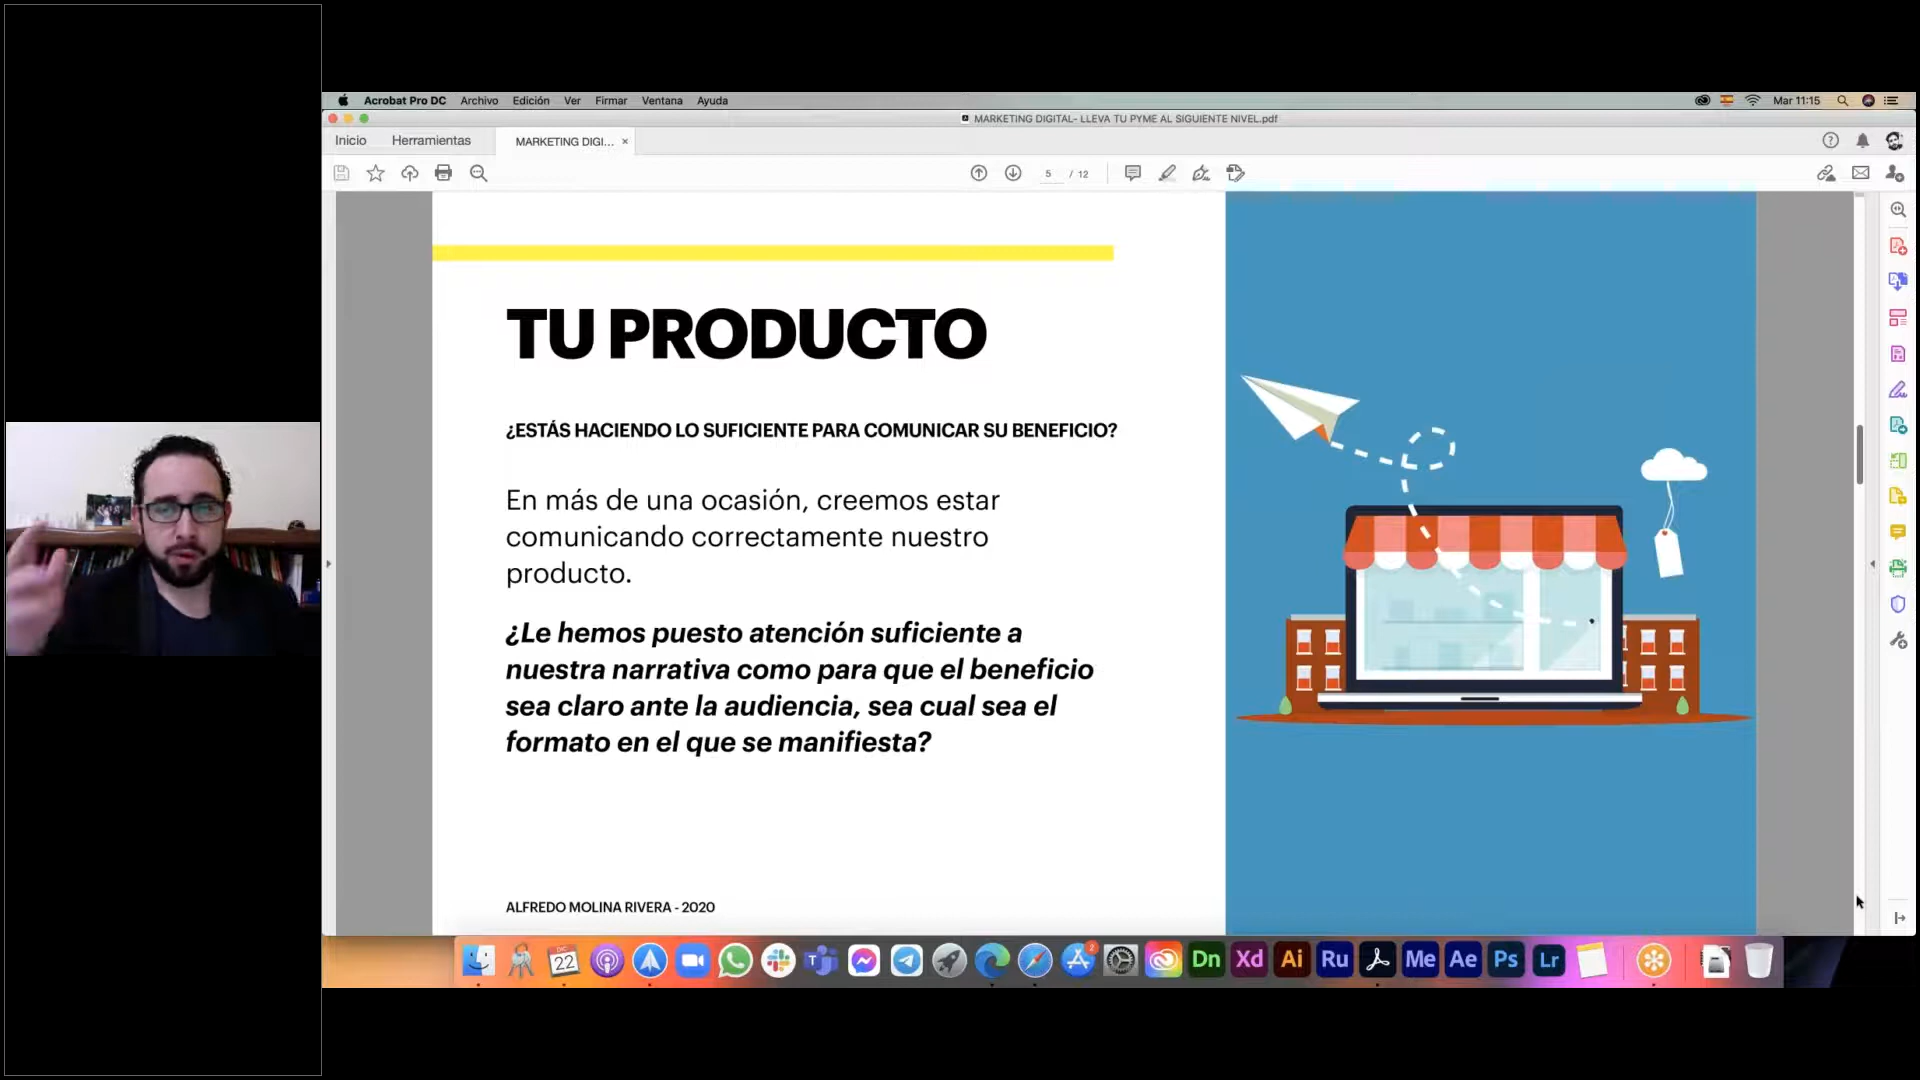 Acrobat Pro DC Archivo Edición Ver Firmar Ventana Ayuda
Mar 11:15
MARKETING DIGITAL- LLEVA TU PYME AL SIGUIENTE NIVEL.pdf
Inicio Herramientas MARKETING DIGI... ×
5 / 12
TU PRODUCTO
¿ESTÁS HACIENDO LO SUFICIENTE PARA COMUNICAR SU BENEFICIO?
En más de una ocasión, creemos estar
comunicando correctamente nuestro
producto.
¿Le hemos puesto atención suficiente a
nuestra narrativa como para que el beneficio
sea claro ante la audiencia, sea cual sea el
formato en el que se manifiesta?
ALFREDO MOLINA RIVERA - 2020
DIC
22
T
2
Dn Xd Ai Ru Me Ae Ps Lr